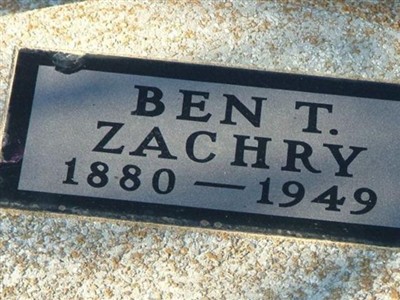 BEN T.
ZACHRY
1880 — 1949